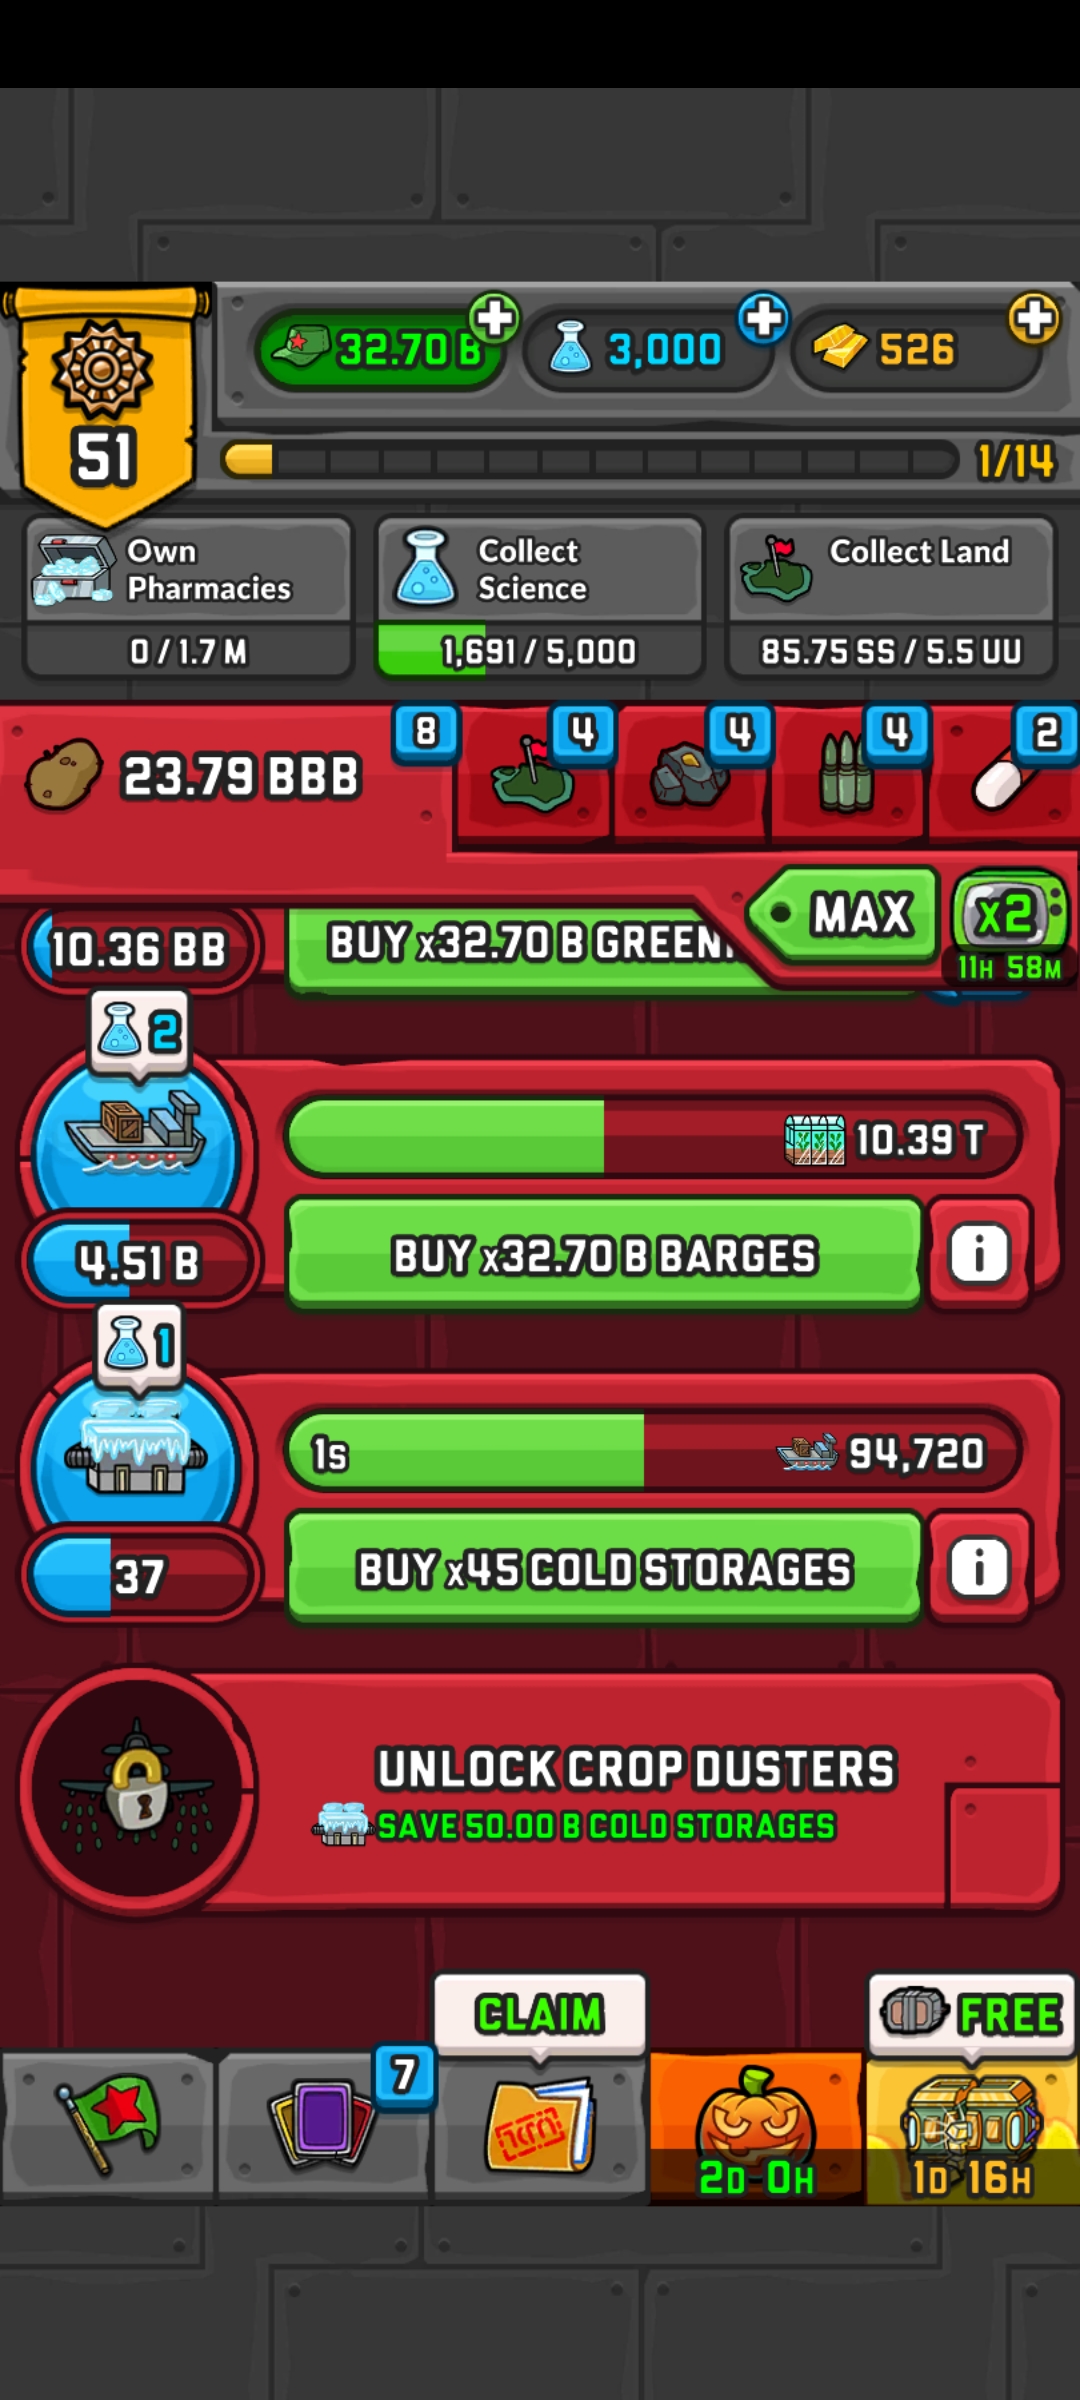 51
32.70 B
3,000
526
1/14
Own
Pharmacies
0 / 1.7 M
Collect
Science
1,691 / 5,000
Collect Land
85.75 SS / 5.5 UU
23.79 BBB
8
4
4
4
2
MAX
x2
11H 58M
10.36 BB
BUY x32.70 B
2
10.39 T
4.51 B
BUY x32.70 B BARGES
i
1
1s
94,720
37
BUY x45 COLD STORAGES
i
UNLOCK CROP DUSTERS
SAVE 50.00 B COLD STORAGES
CLAIM
FREE
7
2D 0H
1D 16H